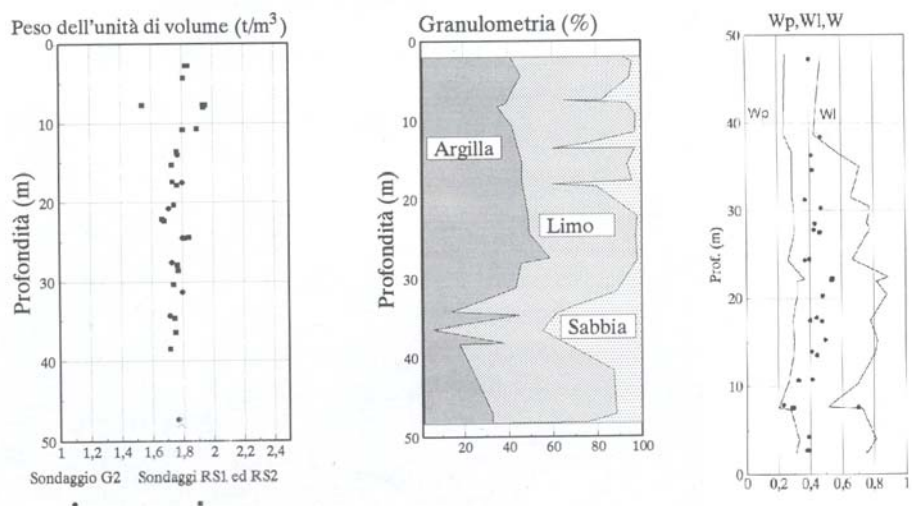 Peso dell'unità di volume (t/m³)
0
10
20
30
40
50
Profondità (m)
1 1,2 1,4 1,6 1,8 2 2,2 2,4
Sondaggio G2 Sondaggi RS1 ed RS2
Granulometria (%)
0
10
20
30
40
50
Profondità (m)
Argilla
Limo
Sabbia
0 20 40 60 80 100
Wp,Wl,W
50
40
30
20
10
0
Prof. (m)
Wp
Wl
0 0,2 0,4 0,6 0,8 1